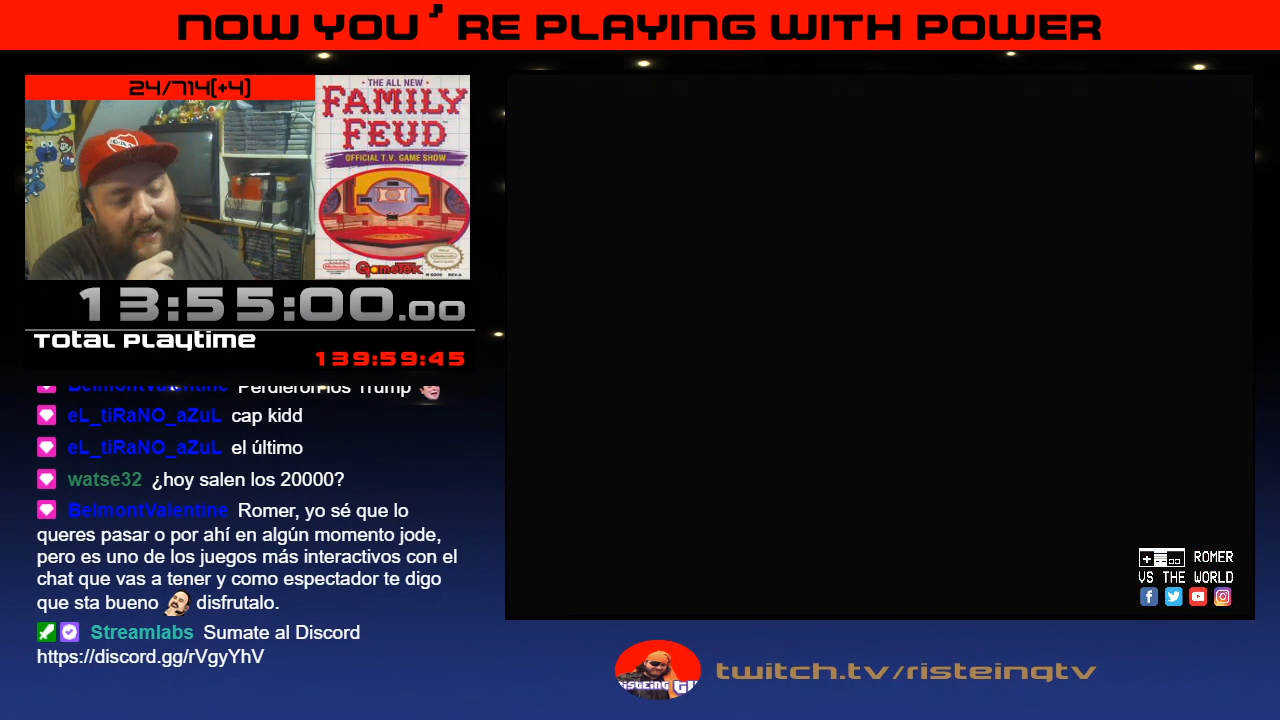 NOW YOU'RE PLAYING WITH POWER
24/714[+4]
• THE ALL NEW •
FAMILY
FEUD
OFFICIAL T.V. GAME SHOW
GameTek
13:55:00.00
Total Playtime
139:59:45
BelmontValentine Perdieron los Trump
eL_tiRaNO_aZuL cap kidd
eL_tiRaNO_aZuL el último
watse32 ¿hoy salen los 20000?
BelmontValentine Romer, yo sé que lo
queres pasar o por ahí en algún momento jode,
pero es uno de los juegos más interactivos con el
chat que vas a tener y como espectador te digo
que sta bueno disfrutalo.
Streamlabs Sumate al Discord
https://discord.gg/rVgyYhV
ROMER
VS THE WORLD
twitch.tv/risteingtv